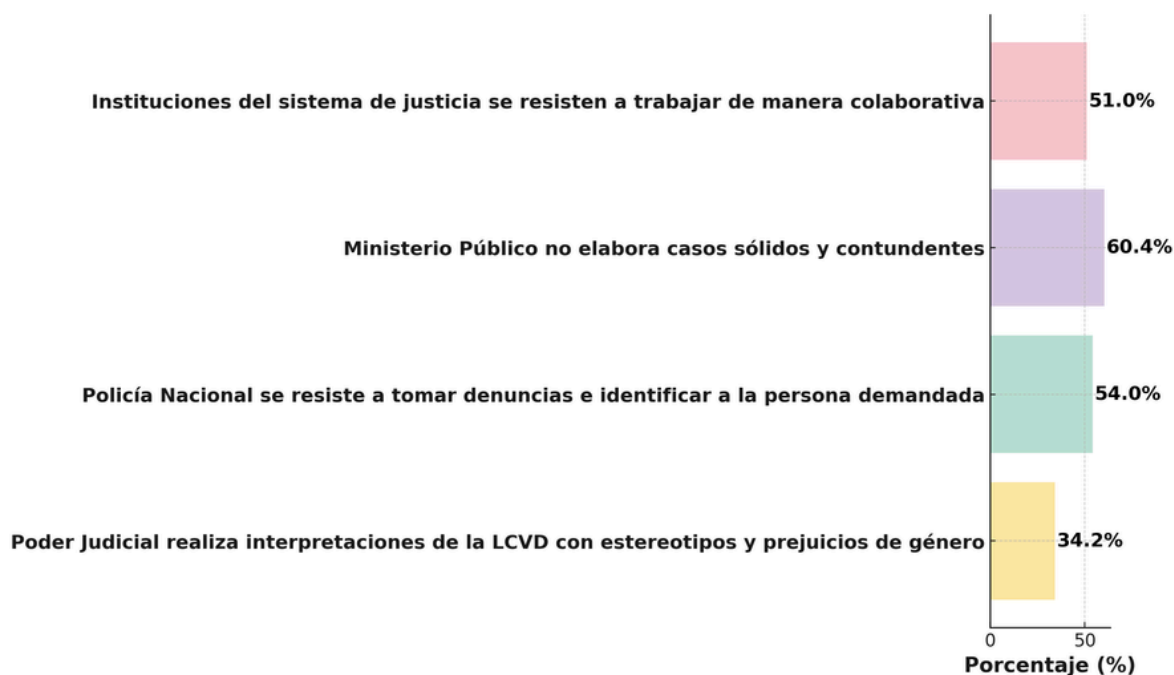 Instituciones del sistema de justicia se resisten a trabajar de manera colaborativa
51.0%
Ministerio Público no elabora casos sólidos y contundentes
60.4%
Policía Nacional se resiste a tomar denuncias e identificar a la persona demandada
54.0%
Poder Judicial realiza interpretaciones de la LCVD con estereotipos y prejuicios de género
34.2%
0 50
Porcentaje (%)